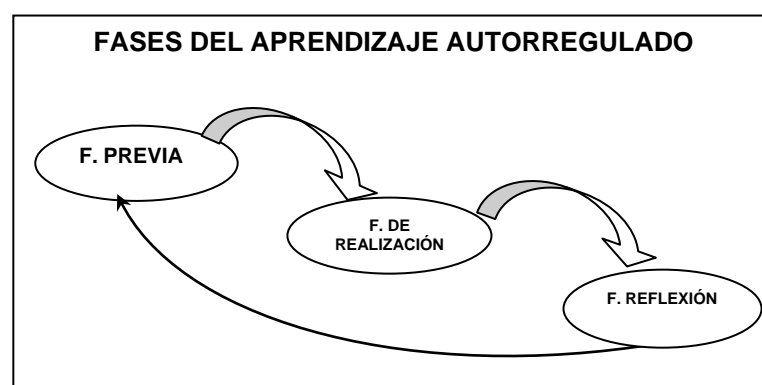 FASES DEL APRENDIZAJE AUTORREGULADO
F. PREVIA
F. DE
REALIZACIÓN
F. REFLEXIÓN